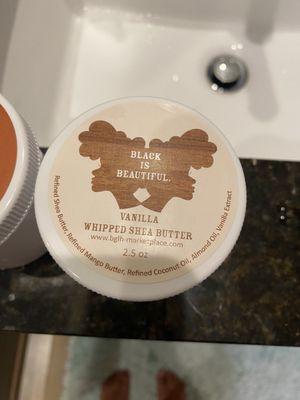 BLACK
IS
BEAUTIFUL.
VANILLA
WHIPPED SHEA BUTTER
www.bglh-marketplace.com
2.5 oz
Refined Shea Butter, Refined Mango Butter, Refined Coconut Oil, Almond Oil, Vanilla Extract